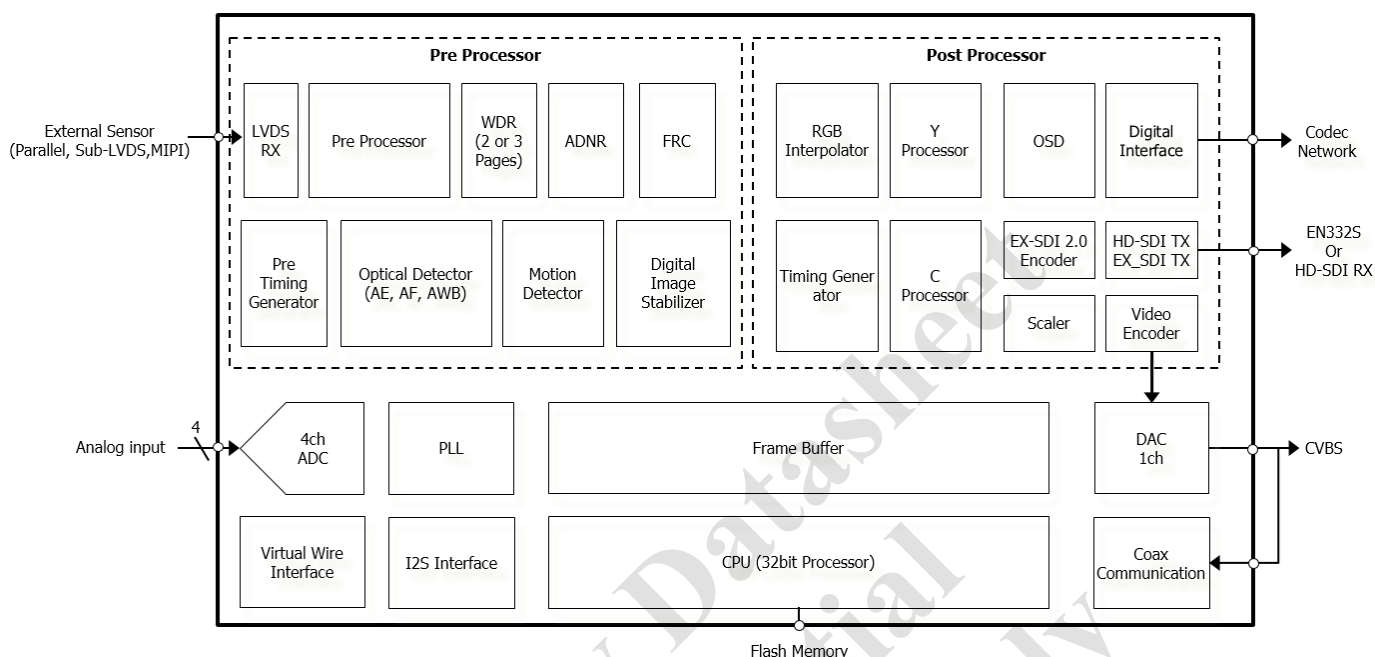 Pre Processor
Post Processor
External Sensor
(Parallel, Sub-LVDS,MIPI)
LVDS
RX
Pre Processor
WDR
(2 or 3
Pages)
ADNR
FRC
RGB
Interpolator
Y
Processor
OSD
Digital
Interface
Codec
Network
Pre
Timing
Generator
Optical Detector
(AE, AF, AWB)
Motion
Detector
Digital
Image
Stabilizer
Timing Gener
ator
C
Processor
EX-SDI 2.0
Encoder
HD-SDI TX
EX_SDI TX
EN332S
Or
HD-SDI RX
Scaler
Video
Encoder
Analog input
4
4ch
ADC
PLL
Frame Buffer
DAC
1ch
CVBS
Virtual Wire
Interface
I2S Interface
CPU (32bit Processor)
Coax
Communication
Flash Memory
Datasheet